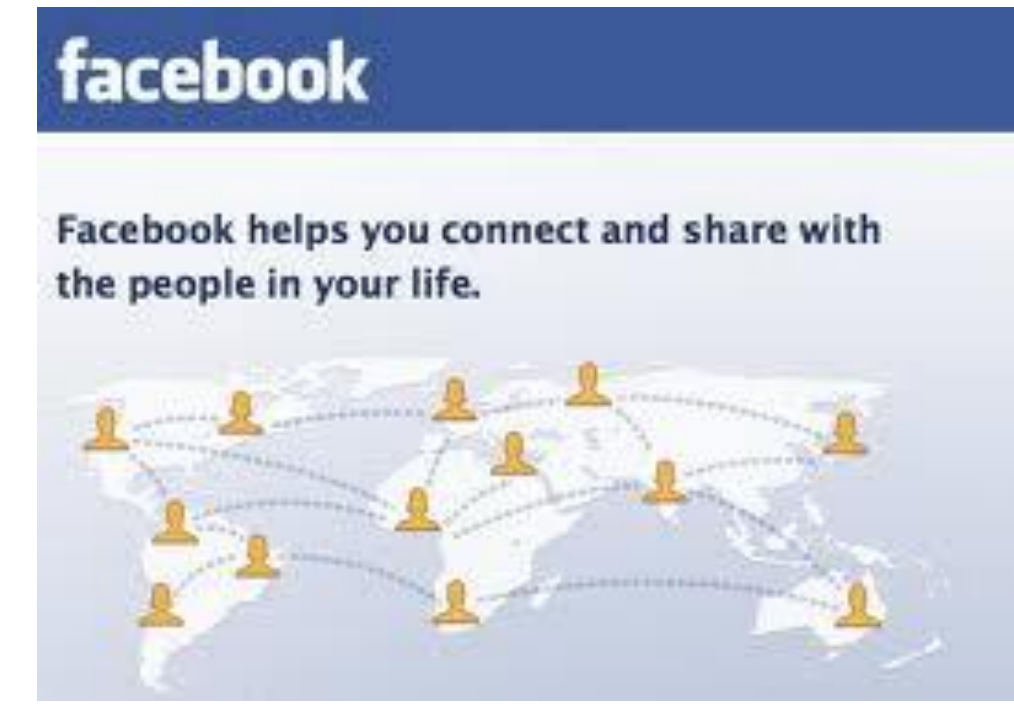 facebook
Facebook helps you connect and share with
the people in your life.